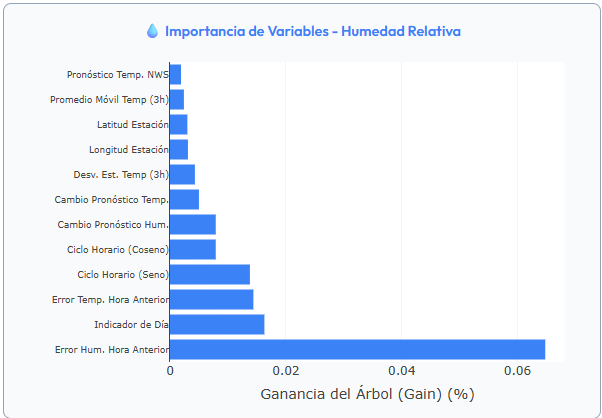 💧 Importancia de Variables - Humedad Relativa
Pronóstico Temp. NWS
Promedio Móvil Temp (3h)
Latitud Estación
Longitud Estación
Desv. Est. Temp (3h)
Cambio Pronóstico Temp.
Cambio Pronóstico Hum.
Ciclo Horario (Coseno)
Ciclo Horario (Seno)
Error Temp. Hora Anterior
Indicador de Día
Error Hum. Hora Anterior
0 0.02 0.04 0.06
Ganancia del Árbol (Gain) (%)